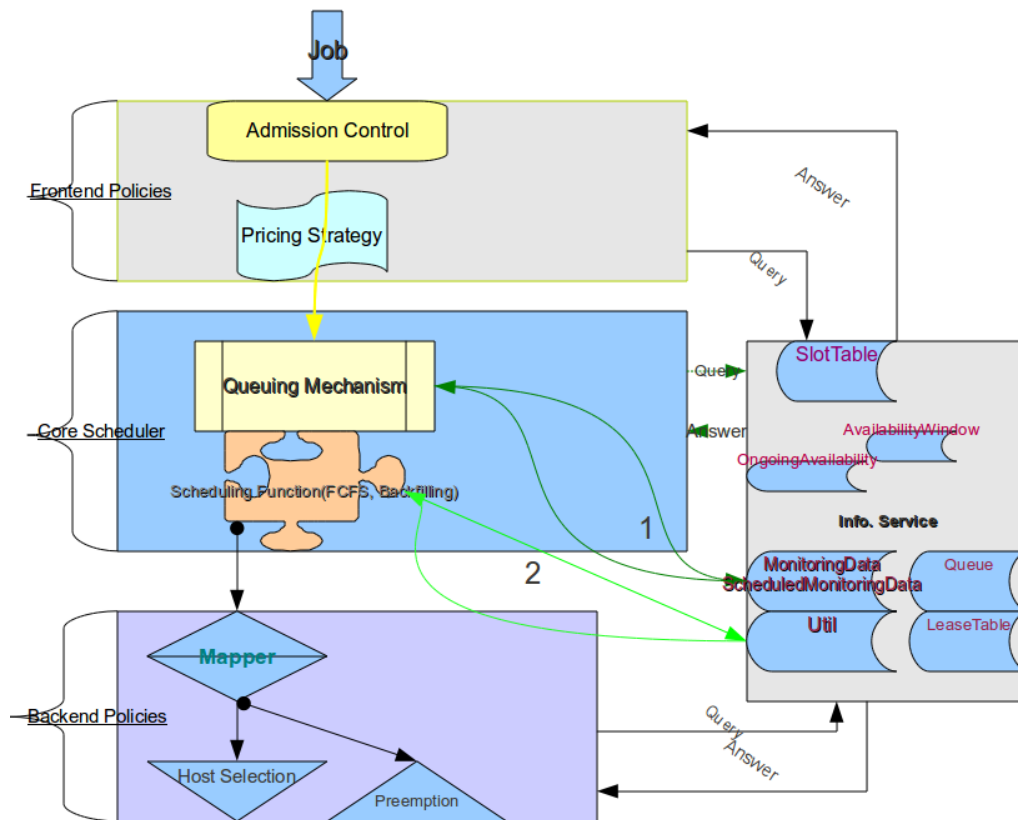 Job
Admission Control
Frontend Policies
Pricing Strategy
Answer
Query
SlotTable
Queuing Mechanism
Query
Answer
Core Scheduler
AvailabilityWindow
OngoingAvailability
Scheduling Function(FCFS, Backfilling)
Info. Service
1
2
MonitoringData
ScheduledMonitoringData
Queue
Util
LeaseTable
Mapper
Backend Policies
Query
Answer
Host Selection
Preemption